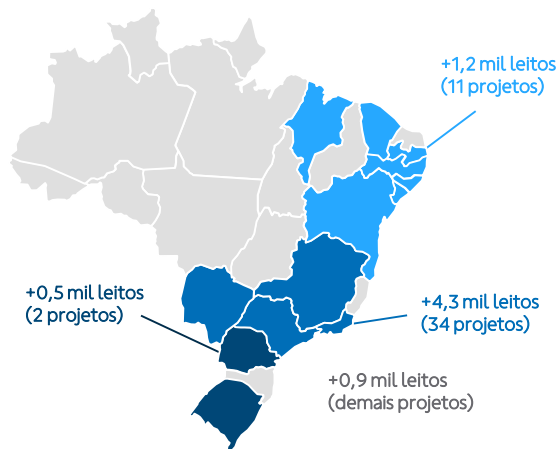 +1,2 mil leitos
(11 projetos)
+0,5 mil leitos
(2 projetos)
+4,3 mil leitos
(34 projetos)
+0,9 mil leitos
(demais projetos)